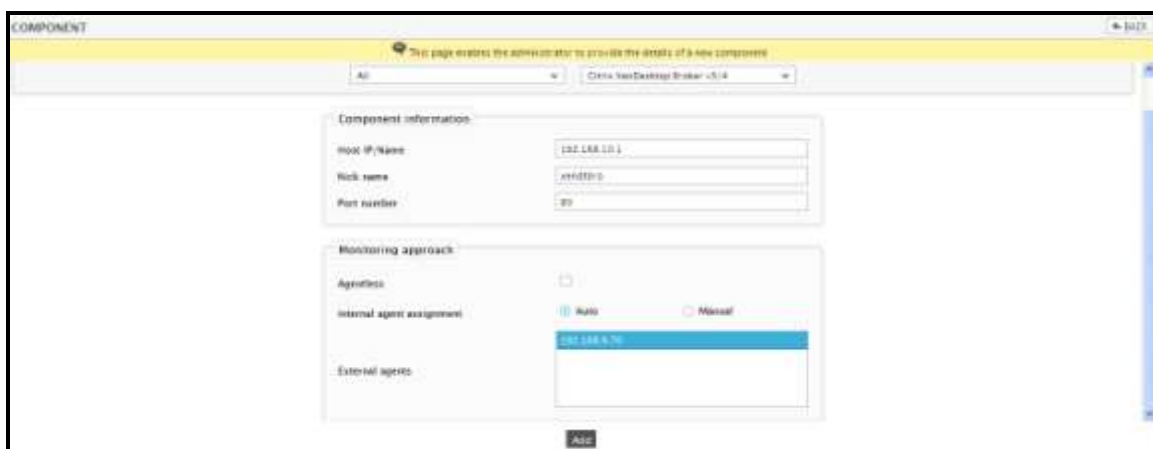 COMPONENT
BACK
This page enables the administrator to provide the details of a new component
All
Citrix XenDesktop Broker
Component information
Host IP/Name
192.168.10.1
Nick name
Port number
80
Monitoring approach
Agentless
Internal agent assignment
Auto
Manual
192.168.8.70
External agents
Add